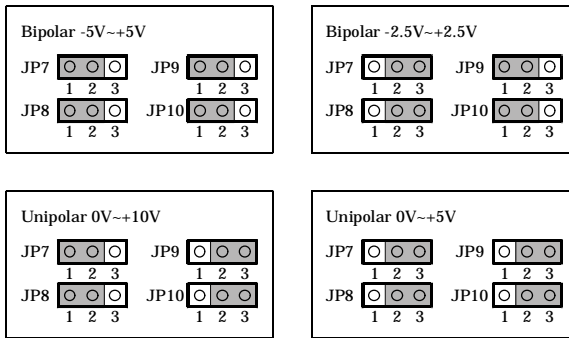 Bipolar -5V~+5V
JP7 JP9
1 2 3 1 2 3
JP8 JP10
1 2 3 1 2 3
Bipolar -2.5V~+2.5V
JP7 JP9
1 2 3 1 2 3
JP8 JP10
1 2 3 1 2 3
Unipolar 0V~+10V
JP7 JP9
1 2 3 1 2 3
JP8 JP10
1 2 3 1 2 3
Unipolar 0V~+5V
JP7 JP9
1 2 3 1 2 3
JP8 JP10
1 2 3 1 2 3